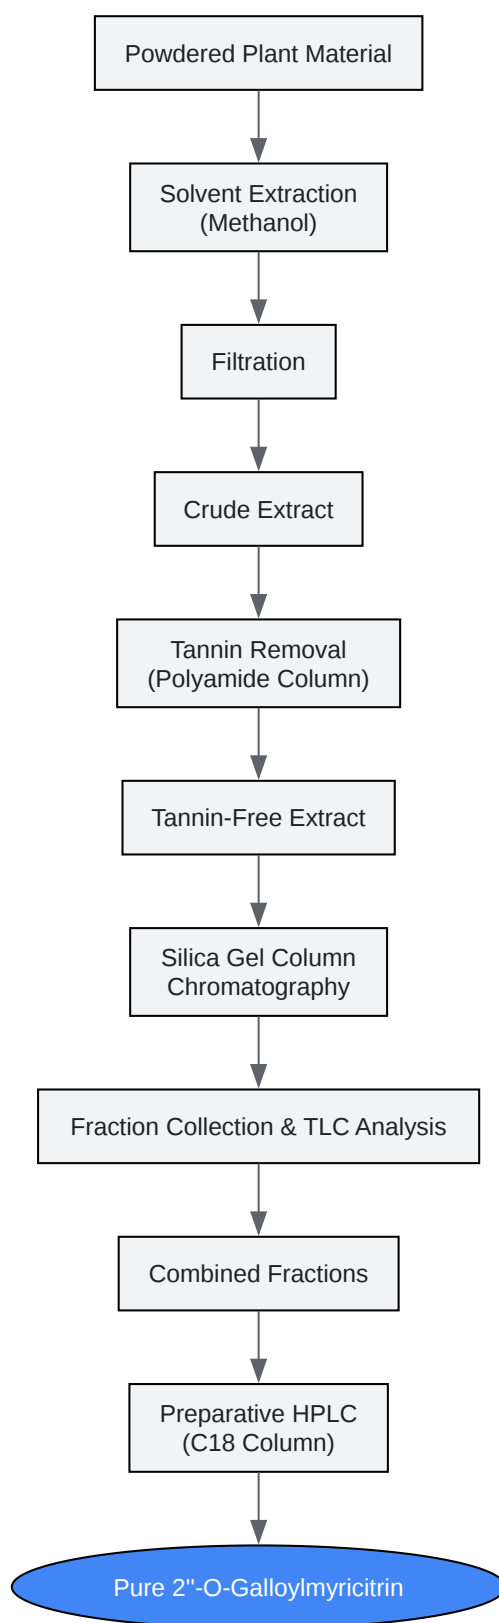 Powdered Plant Material
Solvent Extraction
(Methanol)
Filtration
Crude Extract
Tannin Removal
(Polyamide Column)
Tannin-Free Extract
Silica Gel Column
Chromatography
Fraction Collection & TLC Analysis
Combined Fractions
Preparative HPLC
(C18 Column)
Pure 2''-O-Galloylmyricitrin